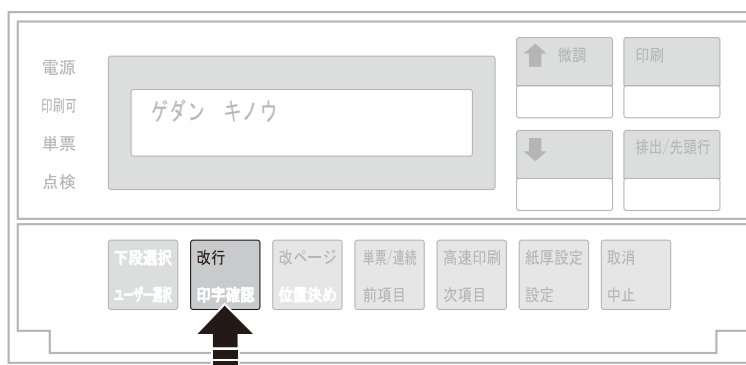 電源
印刷可
単票
点検
ゲダン キノウ
微調
印刷
排出/先頭行
下段選択
ユーザー選択
改行
印字確認
改ページ
位置決め
単票/連続
前項目
高速印刷
次項目
紙厚設定
設定
取消
中止